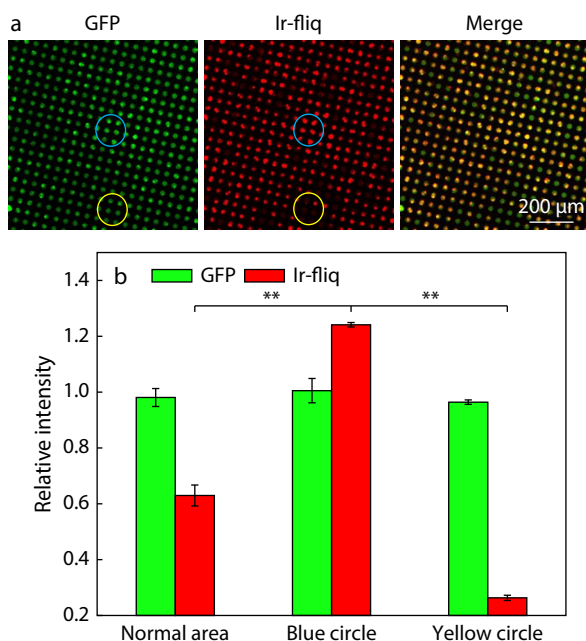 a GFP Ir-fliq Merge
200 µm
b GFP Ir-fliq
** **
Relative intensity
1.4
1.2
1.0
0.8
0.6
0.4
0.2
Normal area Blue circle Yellow circle